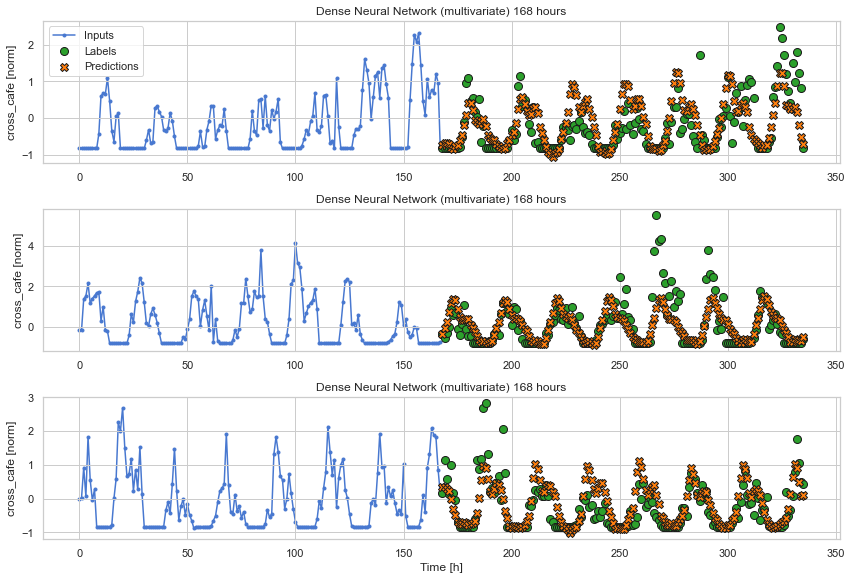 Dense Neural Network (multivariate) 168 hours
cross_cafe [norm]
2
1
0
−1
Inputs
Labels
Predictions
0 50 100 150 200 250 300 350
Dense Neural Network (multivariate) 168 hours
cross_cafe [norm]
4
2
0
0 50 100 150 200 250 300 350
Dense Neural Network (multivariate) 168 hours
cross_cafe [norm]
3
2
1
0
−1
0 50 100 150 200 250 300 350
Time [h]